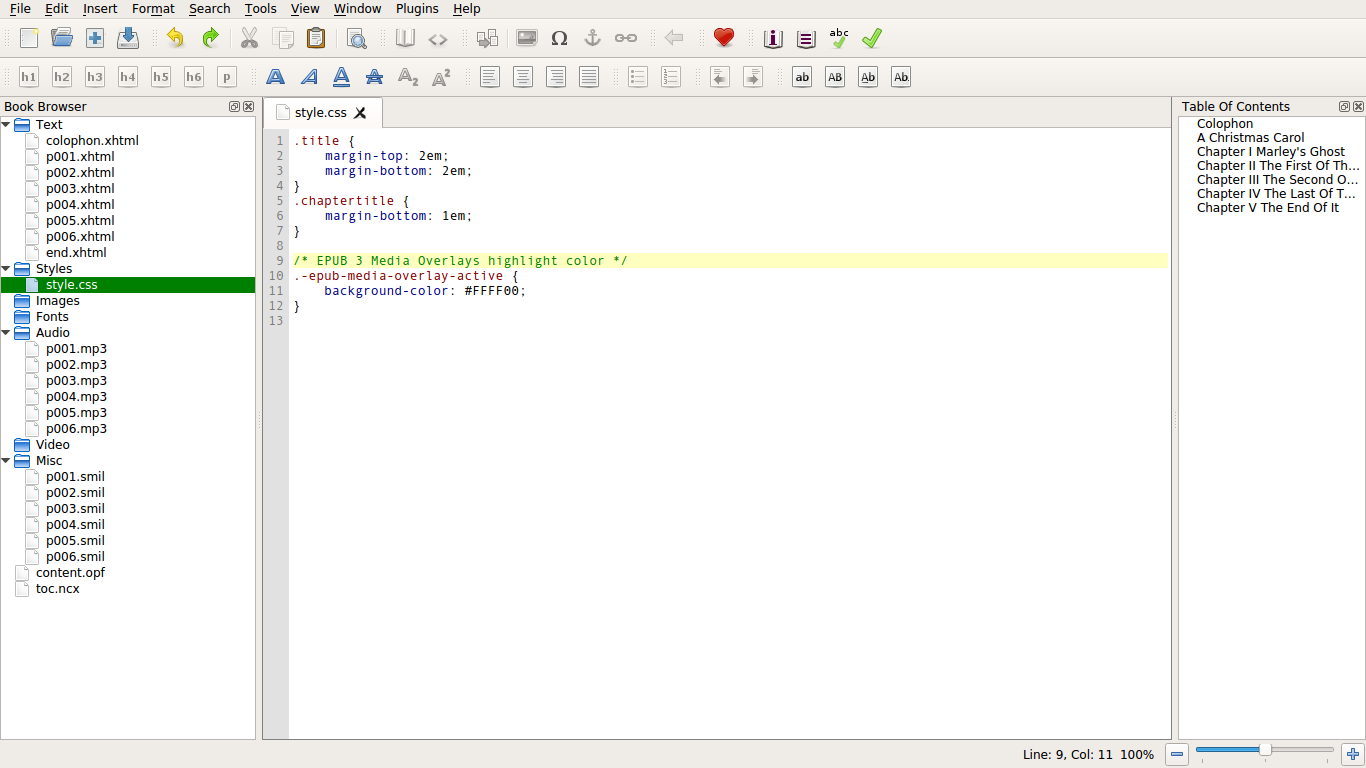 File Edit Insert Format Search Tools View Window Plugins Help
abc
h1 h2 h3 h4 h5 h6 p A A A A A2 A2 ab AB Ab Ab
Book Browser
Text
colophon.xhtml
p001.xhtml
p002.xhtml
p003.xhtml
p004.xhtml
p005.xhtml
p006.xhtml
end.xhtml
Styles
style.css
Images
Fonts
Audio
p001.mp3
p002.mp3
p003.mp3
p004.mp3
p005.mp3
p006.mp3
Video
Misc
p001.smil
p002.smil
p003.smil
p004.smil
p005.smil
p006.smil
content.opf
toc.ncx
style.css
1 .title {
2     margin-top: 2em;
3     margin-bottom: 2em;
4 }
5 .chaptertitle {
6     margin-bottom: 1em;
7 }
8
9 /* EPUB 3 Media Overlays highlight color */
10 .-epub-media-overlay-active {
11     background-color: #FFFF00;
12 }
13
Table Of Contents
Colophon
A Christmas Carol
Chapter I Marley's Ghost
Chapter II The First Of Th...
Chapter III The Second O...
Chapter IV The Last Of T...
Chapter V The End Of It
Line: 9, Col: 11 100%